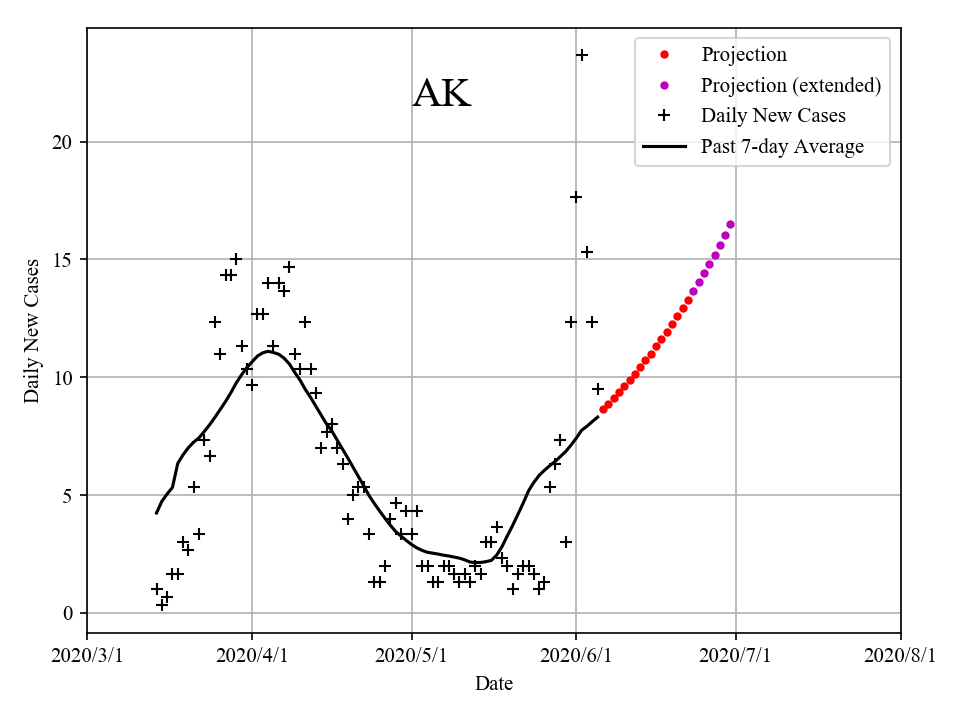 AK
Projection
Projection (extended)
Daily New Cases
Past 7-day Average
20
15
10
5
0
Daily New Cases
2020/3/1
2020/4/1
2020/5/1
2020/6/1
2020/7/1
2020/8/1
Date